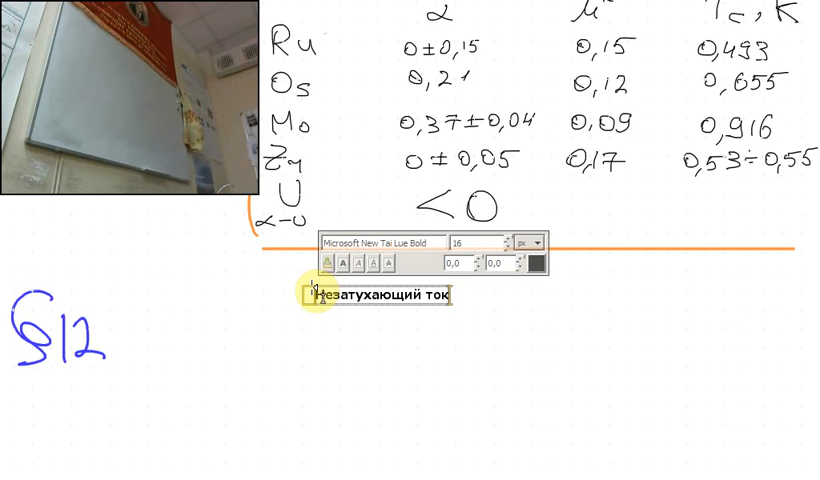 α μ* Tc, K
Ru 0±0,15 0,15 0,493
Os 0,21 0,12 0,655
Mo 0,37±0,04 0,09 0,916
Zr 0±0,05 0,17 0,53÷0,55
U <0
α-U
Microsoft New Tai Lue Bold 16 px
A A A A 0,0 0,0
Незатухающий ток
§12